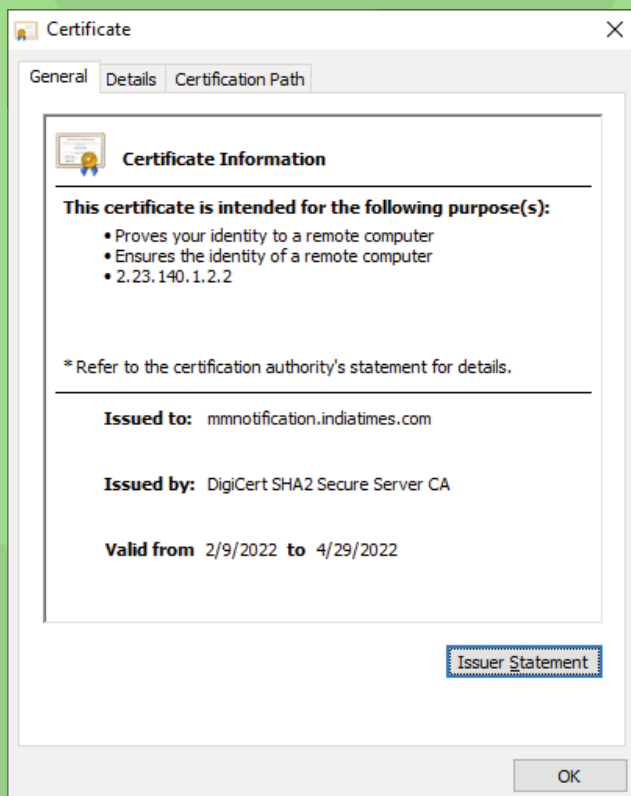 Certificate
General Details Certification Path
Certificate Information
This certificate is intended for the following purpose(s):
• Proves your identity to a remote computer
• Ensures the identity of a remote computer
• 2.23.140.1.2.2
* Refer to the certification authority's statement for details.
Issued to: mmnotification.indiatimes.com
Issued by: DigiCert SHA2 Secure Server CA
Valid from 2/9/2022 to 4/29/2022
Issuer Statement
OK